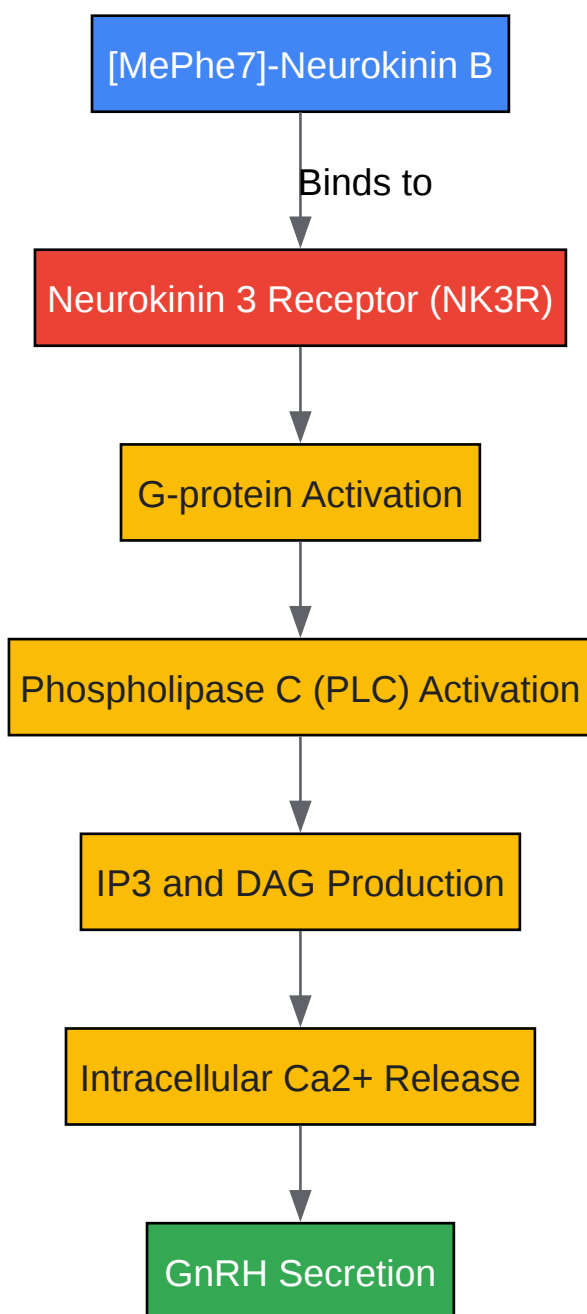 [MePhe7]-Neurokinin B
Binds to
Neurokinin 3 Receptor (NK3R)
G-protein Activation
Phospholipase C (PLC) Activation
IP3 and DAG Production
Intracellular Ca2+ Release
GnRH Secretion